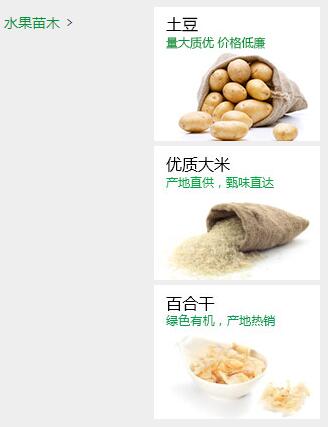 水果苗木 >
土豆
量大质优 价格低廉
优质大米
产地直供，甄味直达
百合干
绿色有机，产地热销